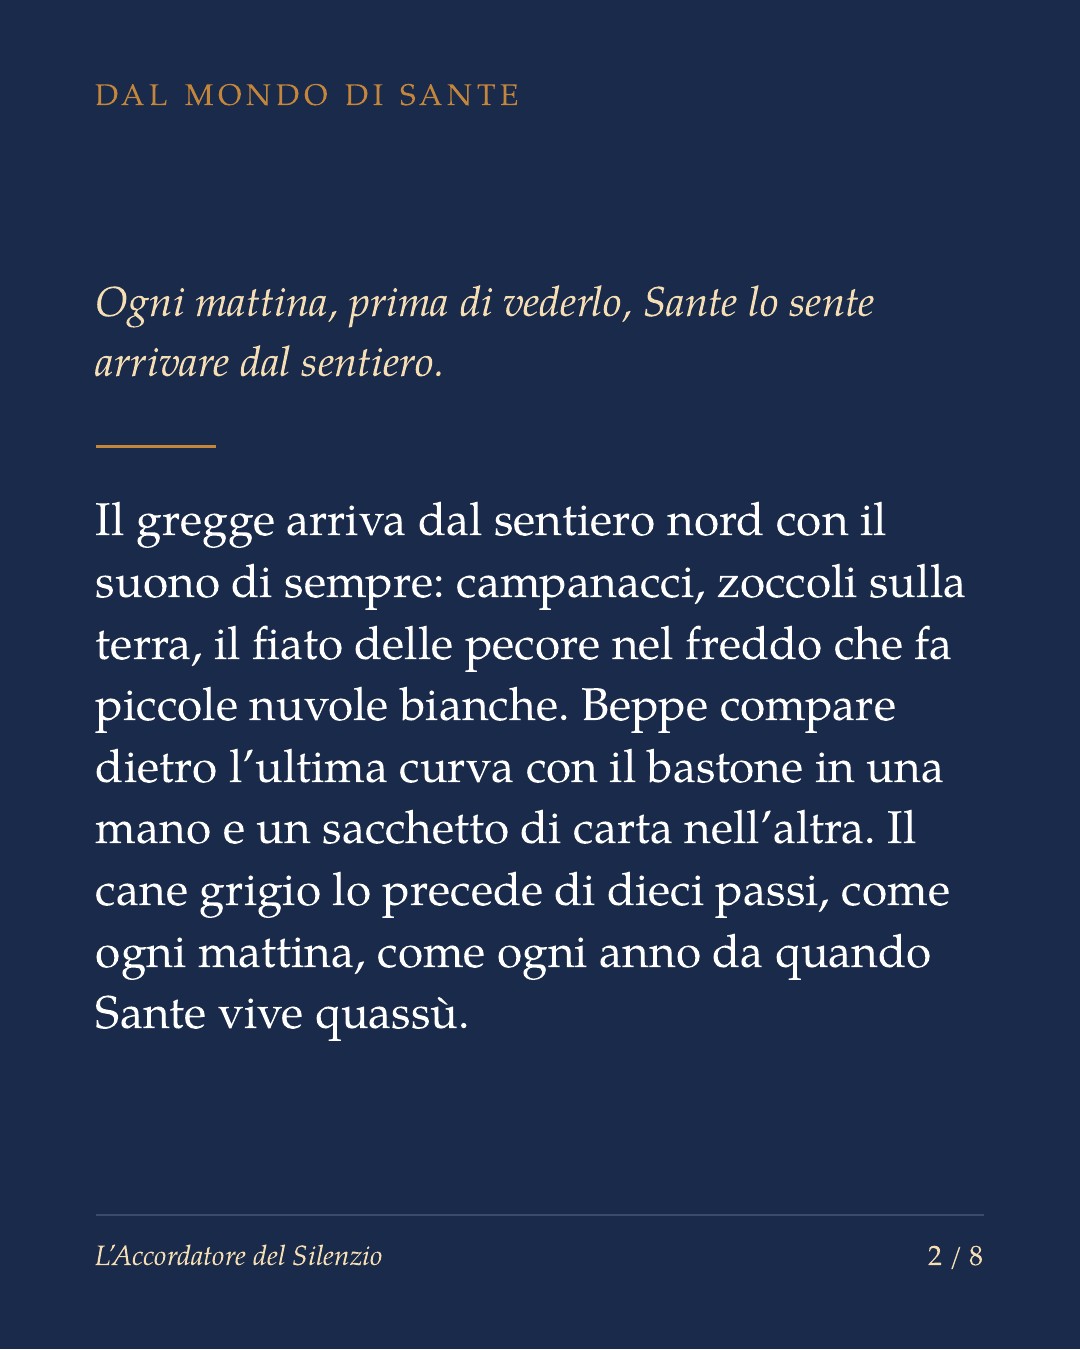 DAL MONDO DI SANTE
Ogni mattina, prima di vederlo, Sante lo sente
arrivare dal sentiero.
Il gregge arriva dal sentiero nord con il
suono di sempre: campanacci, zoccoli sulla
terra, il fiato delle pecore nel freddo che fa
piccole nuvole bianche. Beppe compare
dietro l’ultima curva con il bastone in una
mano e un sacchetto di carta nell’altra. Il
cane grigio lo precede di dieci passi, come
ogni mattina, come ogni anno da quando
Sante vive quassù.
L’Accordatore del Silenzio
2 / 8